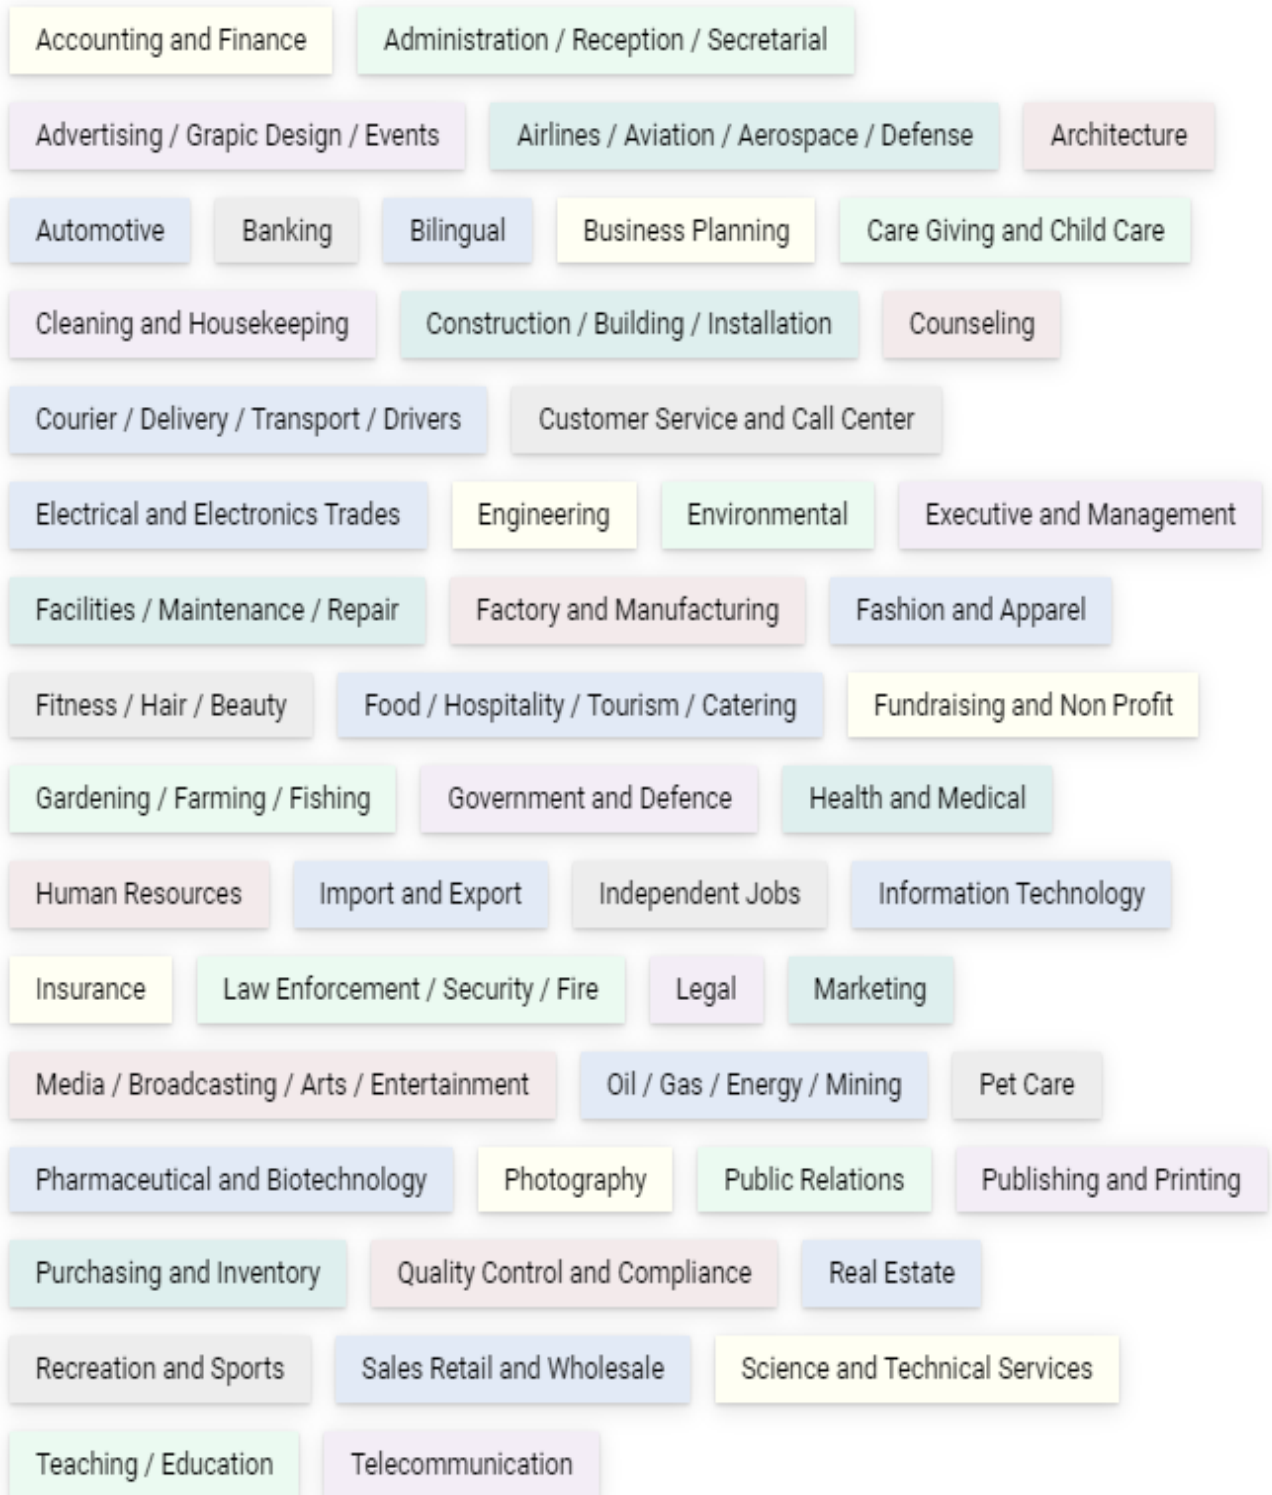 Accounting and Finance Administration / Reception / Secretarial
Advertising / Grapic Design / Events Airlines / Aviation / Aerospace / Defense Architecture
Automotive Banking Bilingual Business Planning Care Giving and Child Care
Cleaning and Housekeeping Construction / Building / Installation Counseling
Courier / Delivery / Transport / Drivers Customer Service and Call Center
Electrical and Electronics Trades Engineering Environmental Executive and Management
Facilities / Maintenance / Repair Factory and Manufacturing Fashion and Apparel
Fitness / Hair / Beauty Food / Hospitality / Tourism / Catering Fundraising and Non Profit
Gardening / Farming / Fishing Government and Defence Health and Medical
Human Resources Import and Export Independent Jobs Information Technology
Insurance Law Enforcement / Security / Fire Legal Marketing
Media / Broadcasting / Arts / Entertainment Oil / Gas / Energy / Mining Pet Care
Pharmaceutical and Biotechnology Photography Public Relations Publishing and Printing
Purchasing and Inventory Quality Control and Compliance Real Estate
Recreation and Sports Sales Retail and Wholesale Science and Technical Services
Teaching / Education Telecommunication